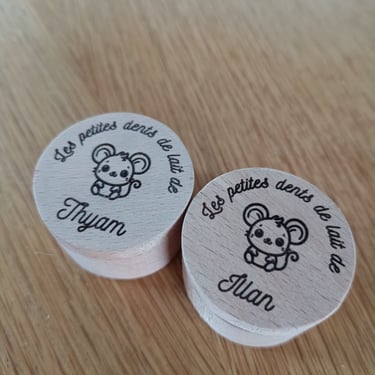 Les petites dents de lait de
Thyam
Les petites dents de lait de
Illan